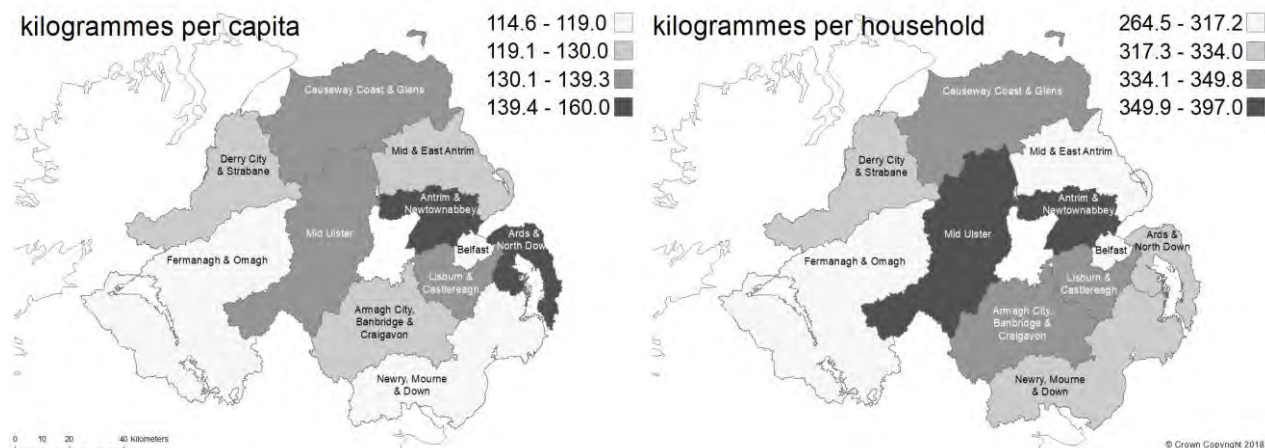 kilogrammes per capita
114.6 - 119.0
119.1 - 130.0
130.1 - 139.3
139.4 - 160.0
Causeway Coast & Glens
Derry City
& Strabane
Mid & East Antrim
Antrim &
Newtownabbey
Mid Ulster
Belfast
Ards &
North Down
Fermanagh & Omagh
Lisburn &
Castlereagh
Armagh City,
Banbridge &
Craigavon
Newry, Mourne
& Down
0 10 20 40 Kilometers
kilogrammes per household
264.5 - 317.2
317.3 - 334.0
334.1 - 349.8
349.9 - 397.0
Causeway Coast & Glens
Derry City
& Strabane
Mid & East Antrim
Antrim &
Newtownabbey
Mid Ulster
Belfast
Ards &
North Down
Fermanagh & Omagh
Lisburn &
Castlereagh
Armagh City,
Banbridge &
Craigavon
Newry, Mourne
& Down
© Crown Copyright 2018